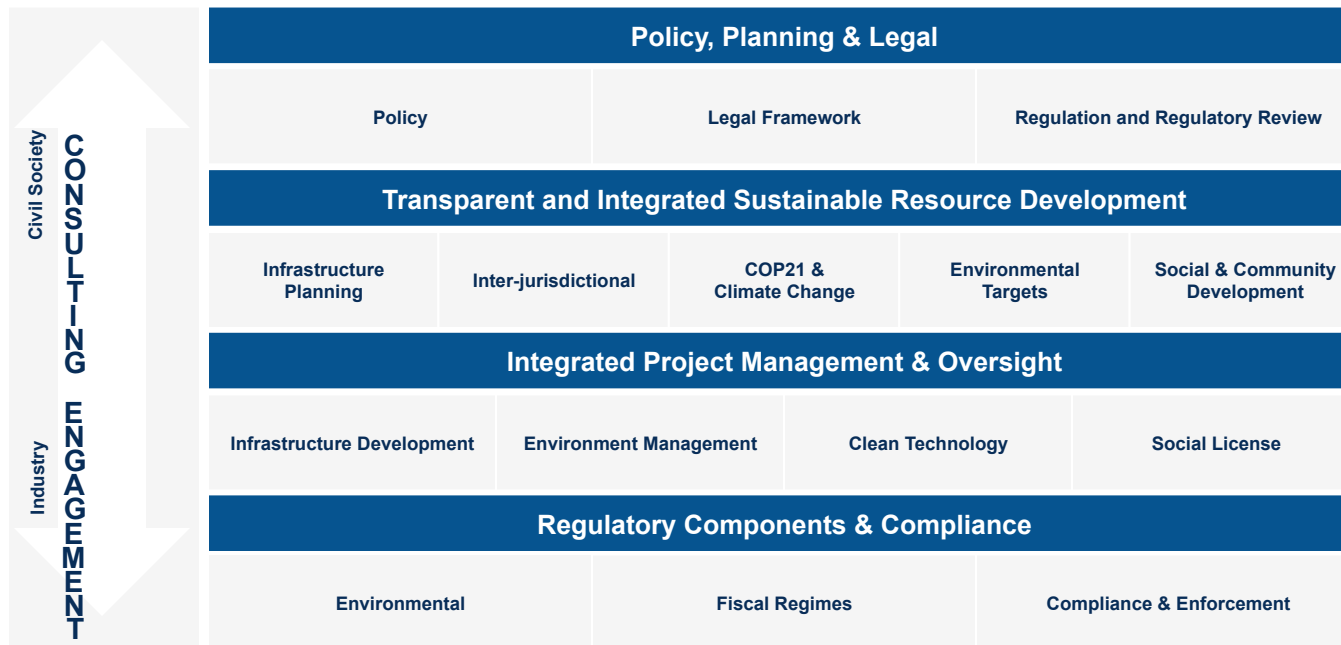 Civil Society
Industry
CONSULTING ENGAGEMENT
Policy, Planning & Legal
Policy
Legal Framework
Regulation and Regulatory Review
Transparent and Integrated Sustainable Resource Development
Infrastructure
Planning
Inter-jurisdictional
COP21 &
Climate Change
Environmental
Targets
Social & Community
Development
Integrated Project Management & Oversight
Infrastructure Development
Environment Management
Clean Technology
Social License
Regulatory Components & Compliance
Environmental
Fiscal Regimes
Compliance & Enforcement